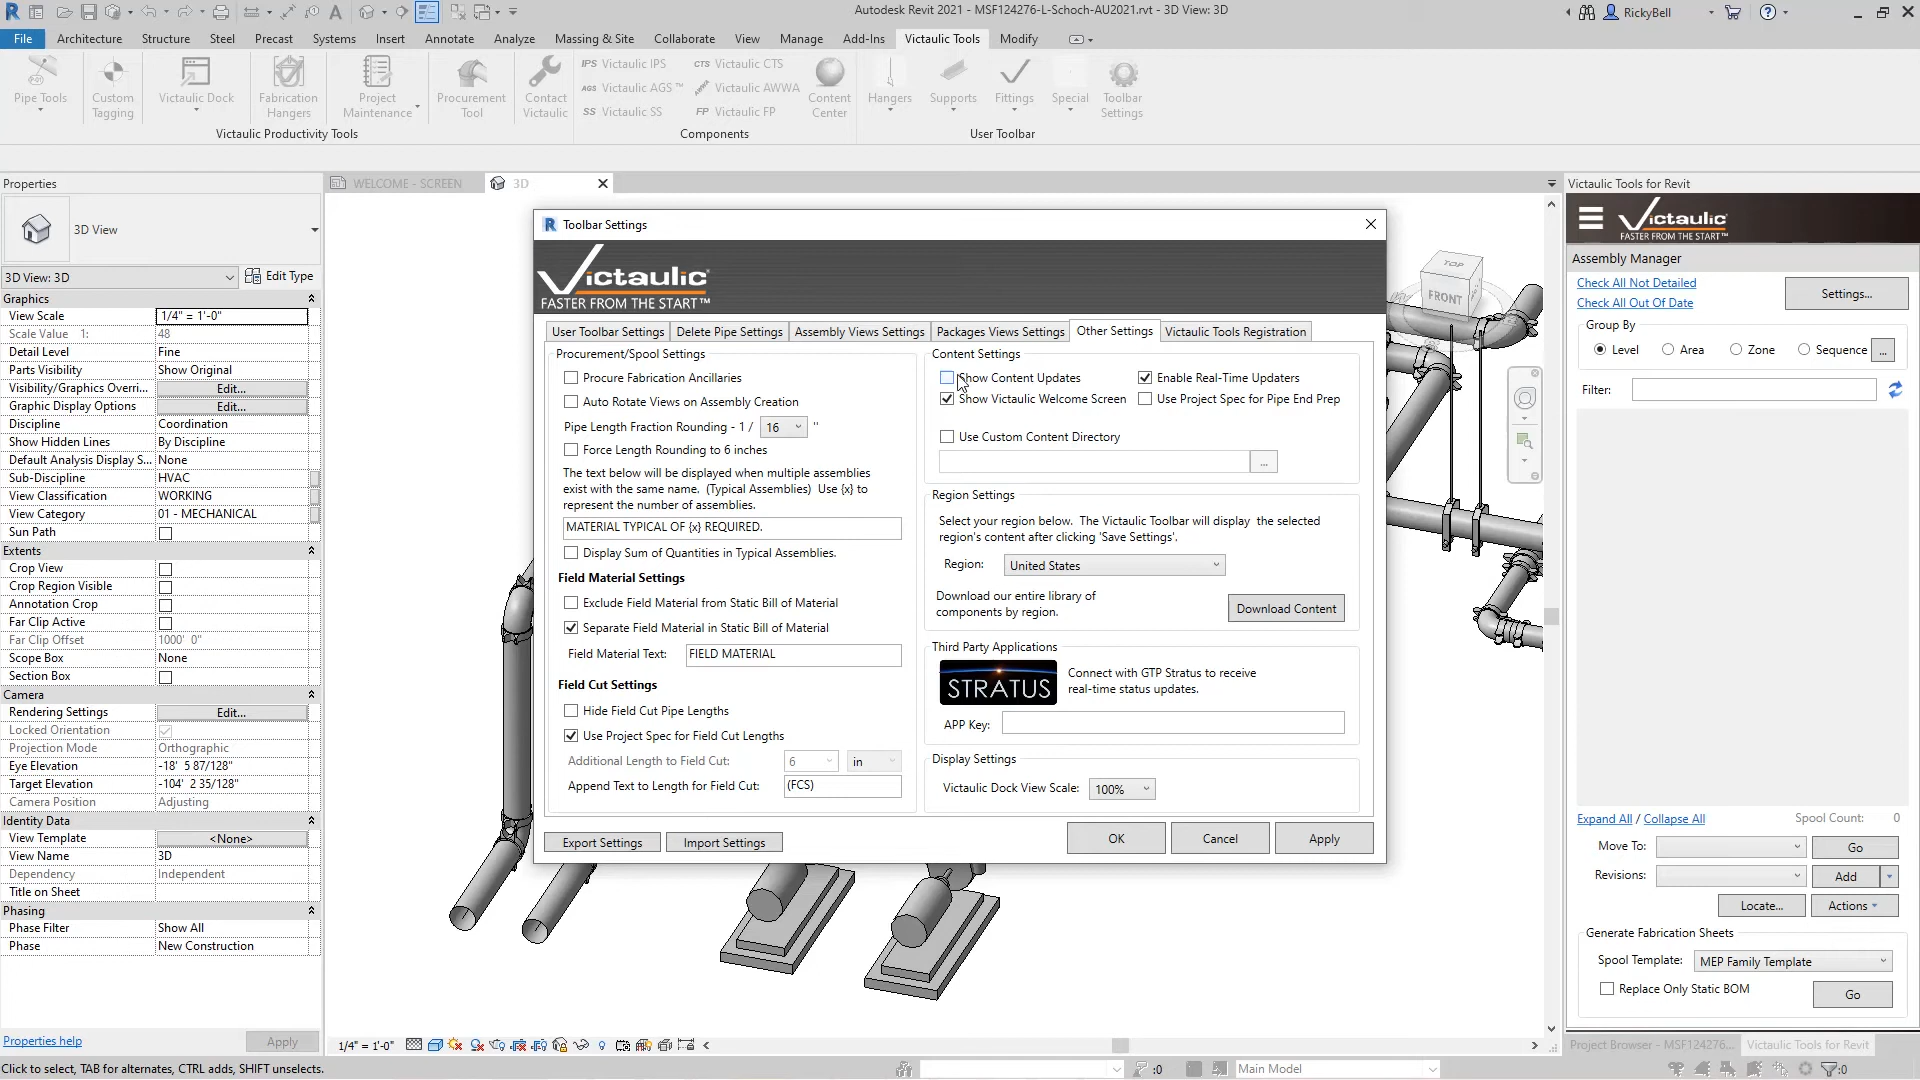 Autodesk Revit 2021 - MSF124276-L-Schoch-AU2021.rvt - 3D View: 3D
RickyBell
File
Architecture
Structure
Steel
Precast
Systems
Insert
Annotate
Analyze
Massing & Site
Collaborate
View
Manage
Add-Ins
Victaulic Tools
Modify
Pipe Tools
Custom
Tagging
Victaulic Dock
Fabrication
Hangers
Project
Maintenance
Procurement
Tool
Contact
Victaulic
IPS Victaulic IPS
CTS Victaulic CTS
AGS Victaulic AGS™
Victaulic AWWA
SS Victaulic SS
FP Victaulic FP
Content
Center
Hangers
Supports
Fittings
Special
Toolbar
Settings
Victaulic Productivity Tools
Components
User Toolbar
Properties
3D View
3D View: 3D
Edit Type
Graphics
View Scale 1/4" = 1'-0"
Scale Value 1: 48
Detail Level Fine
Parts Visibility Show Original
Visibility/Graphics Overri... Edit...
Graphic Display Options Edit...
Discipline Coordination
Show Hidden Lines By Discipline
Default Analysis Display S... None
Sub-Discipline HVAC
View Classification WORKING
View Category 01 - MECHANICAL
Sun Path
Extents
Crop View
Crop Region Visible
Annotation Crop
Far Clip Active
Far Clip Offset 1000' 0"
Scope Box None
Section Box
Camera
Rendering Settings Edit...
Locked Orientation
Projection Mode Orthographic
Eye Elevation -18' 5 87/128"
Target Elevation -104' 2 35/128"
Camera Position Adjusting
Identity Data
View Template <None>
View Name 3D
Dependency Independent
Title on Sheet
Phasing
Phase Filter Show All
Phase New Construction
Properties help
Apply
WELCOME - SCREEN
3D
TOP
FRONT
Toolbar Settings
Victaulic
FASTER FROM THE START™
User Toolbar Settings
Delete Pipe Settings
Assembly Views Settings
Packages Views Settings
Other Settings
Victaulic Tools Registration
Procurement/Spool Settings
Procure Fabrication Ancillaries
Auto Rotate Views on Assembly Creation
Pipe Length Fraction Rounding - 1 / 16 "
Force Length Rounding to 6 inches
The text below will be displayed when multiple assemblies
exist with the same name. (Typical Assemblies) Use {x} to
represent the number of assemblies.
MATERIAL TYPICAL OF {x} REQUIRED.
Display Sum of Quantities in Typical Assemblies.
Field Material Settings
Exclude Field Material from Static Bill of Material
Separate Field Material in Static Bill of Material
Field Material Text: FIELD MATERIAL
Field Cut Settings
Hide Field Cut Pipe Lengths
Use Project Spec for Field Cut Lengths
Additional Length to Field Cut: 6 in
Append Text to Length for Field Cut: (FCS)
Export Settings
Import Settings
Content Settings
Show Content Updates
Enable Real-Time Updaters
Show Victaulic Welcome Screen
Use Project Spec for Pipe End Prep
Use Custom Content Directory
...
Region Settings
Select your region below. The Victaulic Toolbar will display the selected
region's content after clicking 'Save Settings'.
Region: United States
Download our entire library of
components by region.
Download Content
Third Party Applications
STRATUS
Connect with GTP Stratus to receive
real-time status updates.
APP Key:
Display Settings
Victaulic Dock View Scale: 100%
OK
Cancel
Apply
Victaulic Tools for Revit
Victaulic
FASTER FROM THE START™
Assembly Manager
Check All Not Detailed
Check All Out Of Date
Settings...
Group By
Level
Area
Zone
Sequence
...
Filter:
Expand All / Collapse All
Spool Count: 0
Move To:
Go
Revisions:
Add
Locate...
Actions
Generate Fabrication Sheets
Spool Template: MEP Family Template
Replace Only Static BOM
Go
Project Browser - MSF124276...
Victaulic Tools for Revit
1/4" = 1'-0"
Click to select, TAB for alternates, CTRL adds, SHIFT unselects.
:0
Main Model
:0